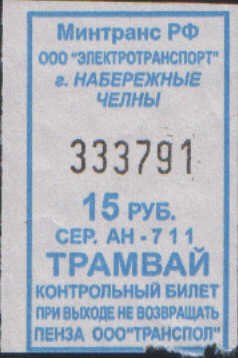 Минтранс РФ
ООО "ЭЛЕКТРОТРАНСПОРТ"
г. НАБЕРЕЖНЫЕ
ЧЕЛНЫ
333791
15 РУБ.
СЕР. АН - 711
ТРАМВАЙ
КОНТРОЛЬНЫЙ БИЛЕТ
ПРИ ВЫХОДЕ НЕ ВОЗВРАЩАТЬ
ПЕНЗА ООО"ТРАНСПОЛ"